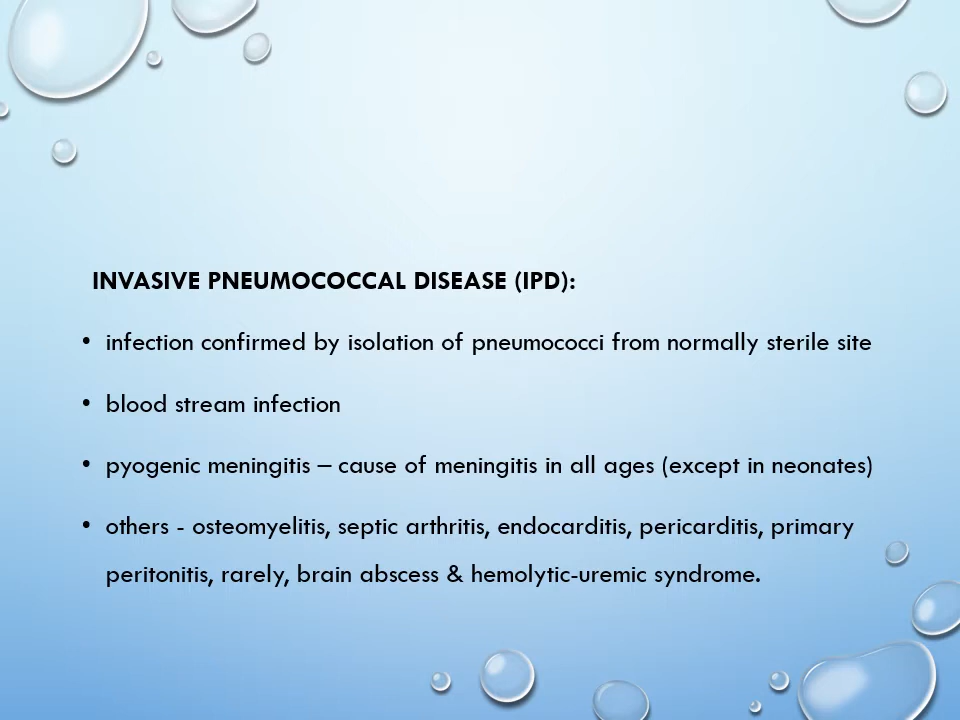 INVASIVE PNEUMOCOCCAL DISEASE (IPD):
• infection confirmed by isolation of pneumococci from normally sterile site
• blood stream infection
• pyogenic meningitis – cause of meningitis in all ages (except in neonates)
• others - osteomyelitis, septic arthritis, endocarditis, pericarditis, primary
peritonitis, rarely, brain abscess & hemolytic-uremic syndrome.